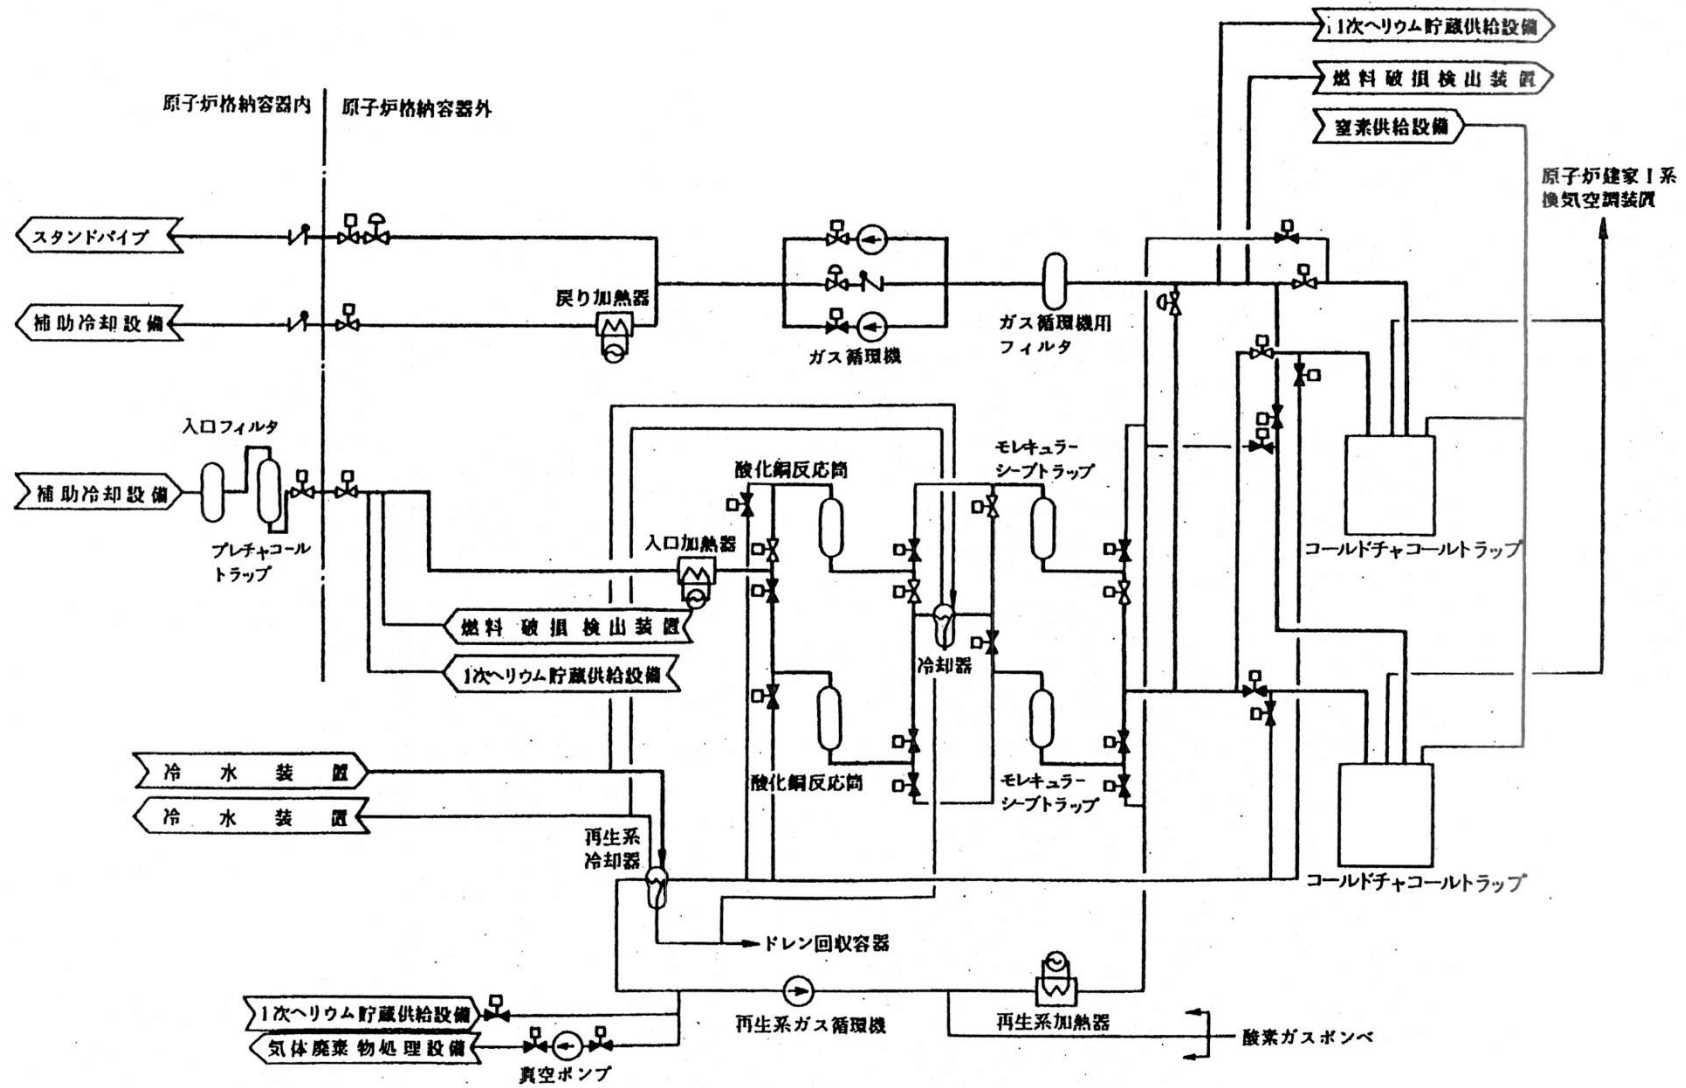 1次ヘリウム貯蔵供給設備
燃料破損検出装置
窒素供給設備
原子炉格納容器内
原子炉格納容器外
原子炉建家I系
換気空調装置
スタンドパイプ
戻り加熱器
補助冷却設備
ガス循環機
ガス循環機用
フィルタ
入口フィルタ
補助冷却設備
プレチャコール
トラップ
酸化銅反応筒
モレキュラー
シーブトラップ
入口加熱器
コールドチャコールトラップ
燃料破損検出装置
1次ヘリウム貯蔵供給設備
冷却器
冷水装置
冷水装置
酸化銅反応筒
モレキュラー
シーブトラップ
再生系
冷却器
コールドチャコールトラップ
ドレン回収容器
1次ヘリウム貯蔵供給設備
再生系ガス循環機
再生系加熱器
酸素ガスボンベ
気体廃棄物処理設備
真空ポンプ